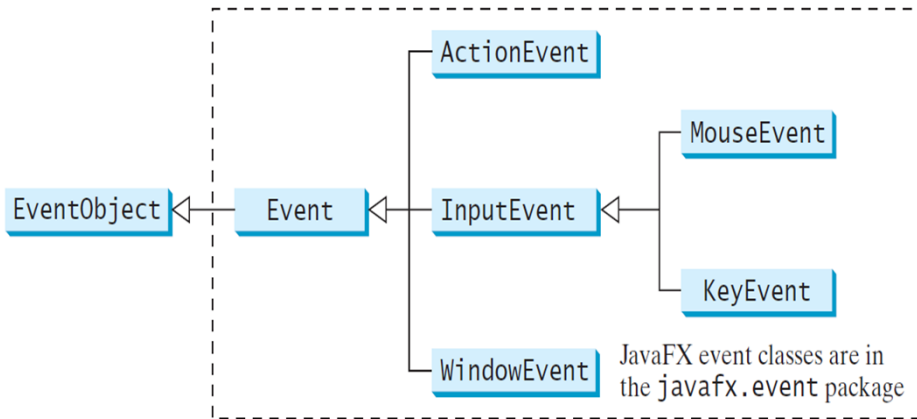 ActionEvent
MouseEvent
EventObject
Event
InputEvent
KeyEvent
WindowEvent
JavaFX event classes are in
the javafx.event package